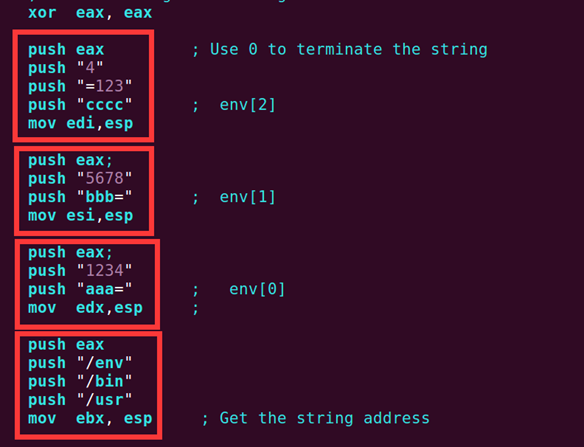 xor eax, eax
push eax ; Use 0 to terminate the string
push "4"
push "=123"
push "cccc" ; env[2]
mov edi,esp
push eax;
push "5678"
push "bbb=" ; env[1]
mov esi,esp
push eax;
push "1234"
push "aaa=" ; env[0]
mov edx,esp ;
push eax
push "/env"
push "/bin"
push "/usr"
mov ebx, esp ; Get the string address